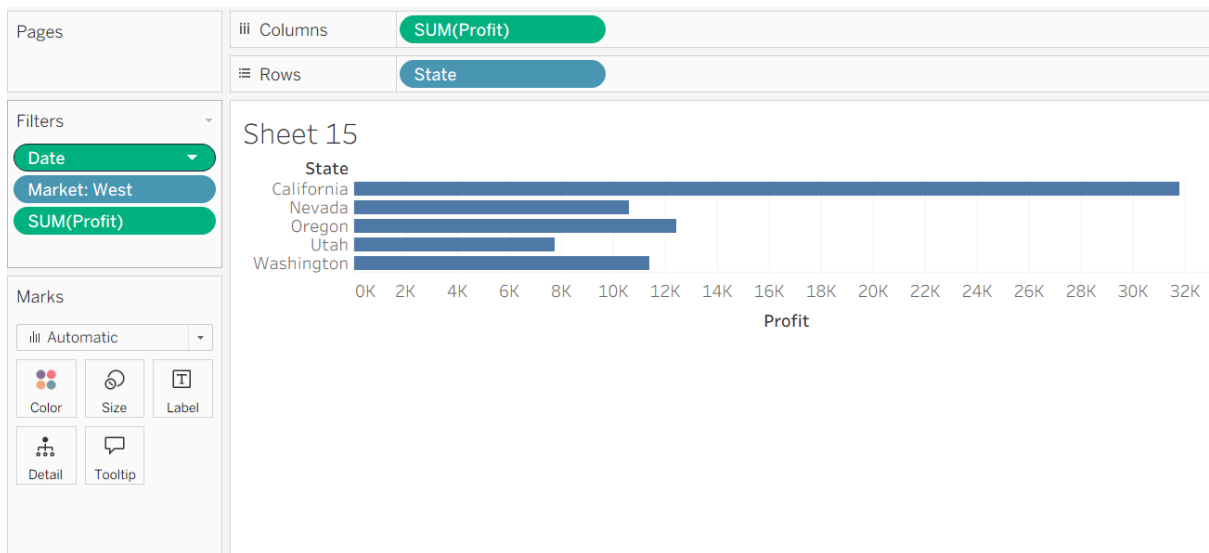 Pages
Columns
SUM(Profit)
Rows
State
Filters
Date
Market: West
SUM(Profit)
Marks
Automatic
Color
Size
Label
Detail
Tooltip
Sheet 15
State
California
Nevada
Oregon
Utah
Washington
0K 2K 4K 6K 8K 10K 12K 14K 16K 18K 20K 22K 24K 26K 28K 30K 32K
Profit